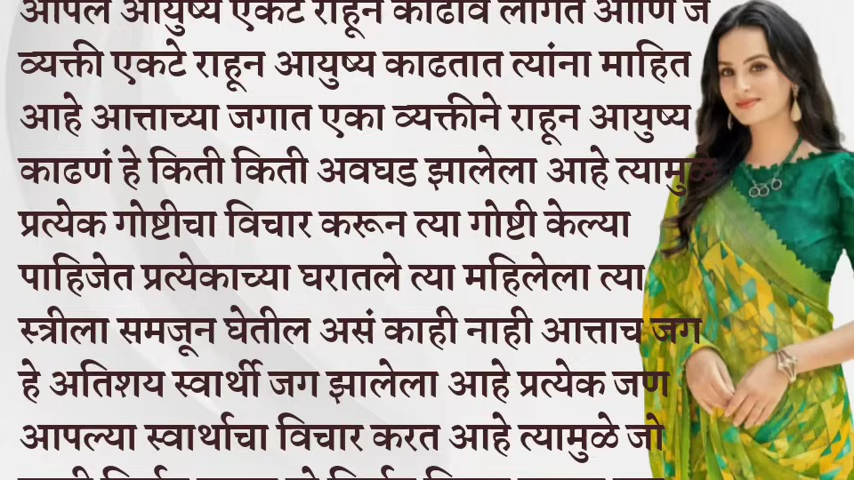 आपले आयुष्य एकटे राहून काढावे लागते आणि जे
व्यक्ती एकटे राहून आयुष्य काढतात त्यांना माहित
आहे आत्ताच्या जगात एका व्यक्तीने राहून आयुष्य
काढणं हे किती किती अवघड झालेला आहे त्यामुळे
प्रत्येक गोष्टीचा विचार करून त्या गोष्टी केल्या
पाहिजेत प्रत्येकाच्या घरातले त्या महिलेला त्या
स्त्रीला समजून घेतील असं काही नाही आत्ताच जग
हे अतिशय स्वार्थी जग झालेला आहे प्रत्येक जण
आपल्या स्वार्थाचा विचार करत आहे त्यामुळे जो